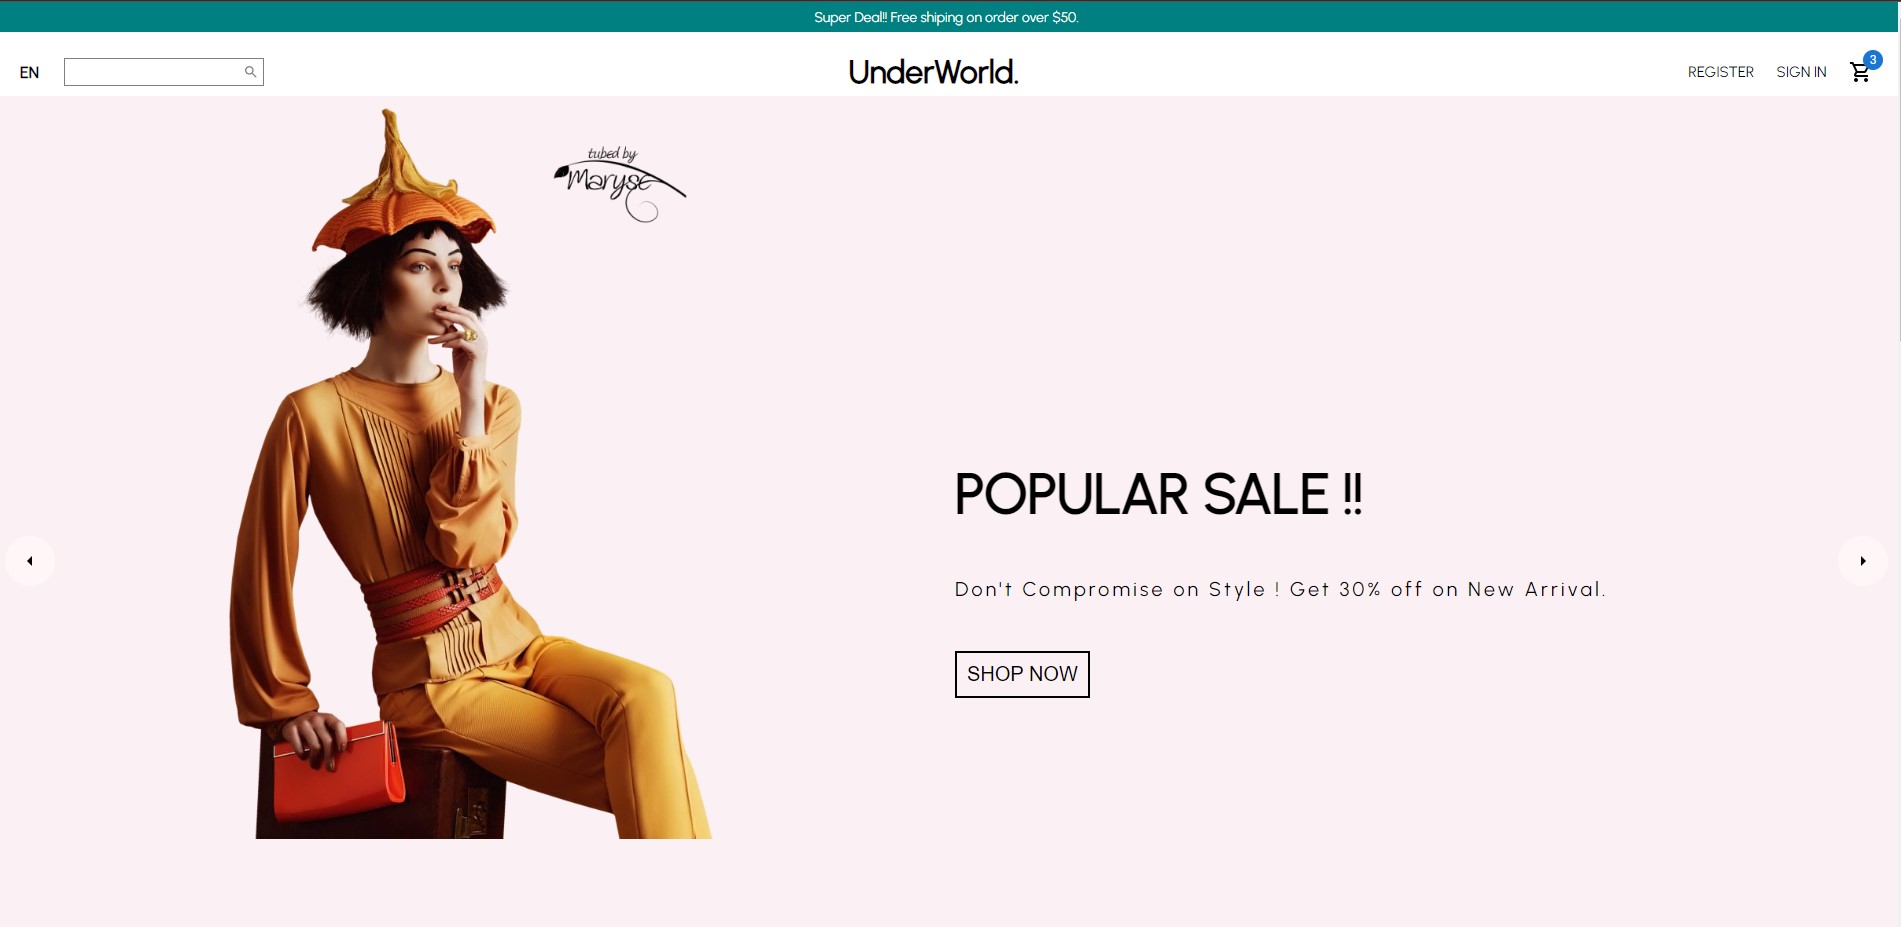 Super Deal!! Free shiping on order over $50.
EN
UnderWorld.
REGISTER
SIGN IN
3
tubed by
Maryse
POPULAR SALE !!
Don't Compromise on Style ! Get 30% off on New Arrival.
SHOP NOW